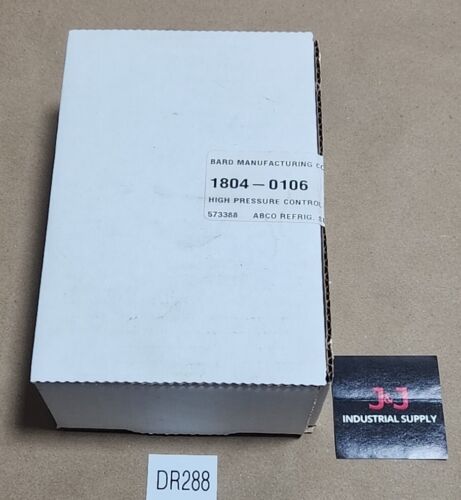 BARD MANUFACTURING CO
1804-0106
HIGH PRESSURE CONTROL
573388 ABCO REFRIG. S
J&J
INDUSTRIAL SUPPLY
DR288